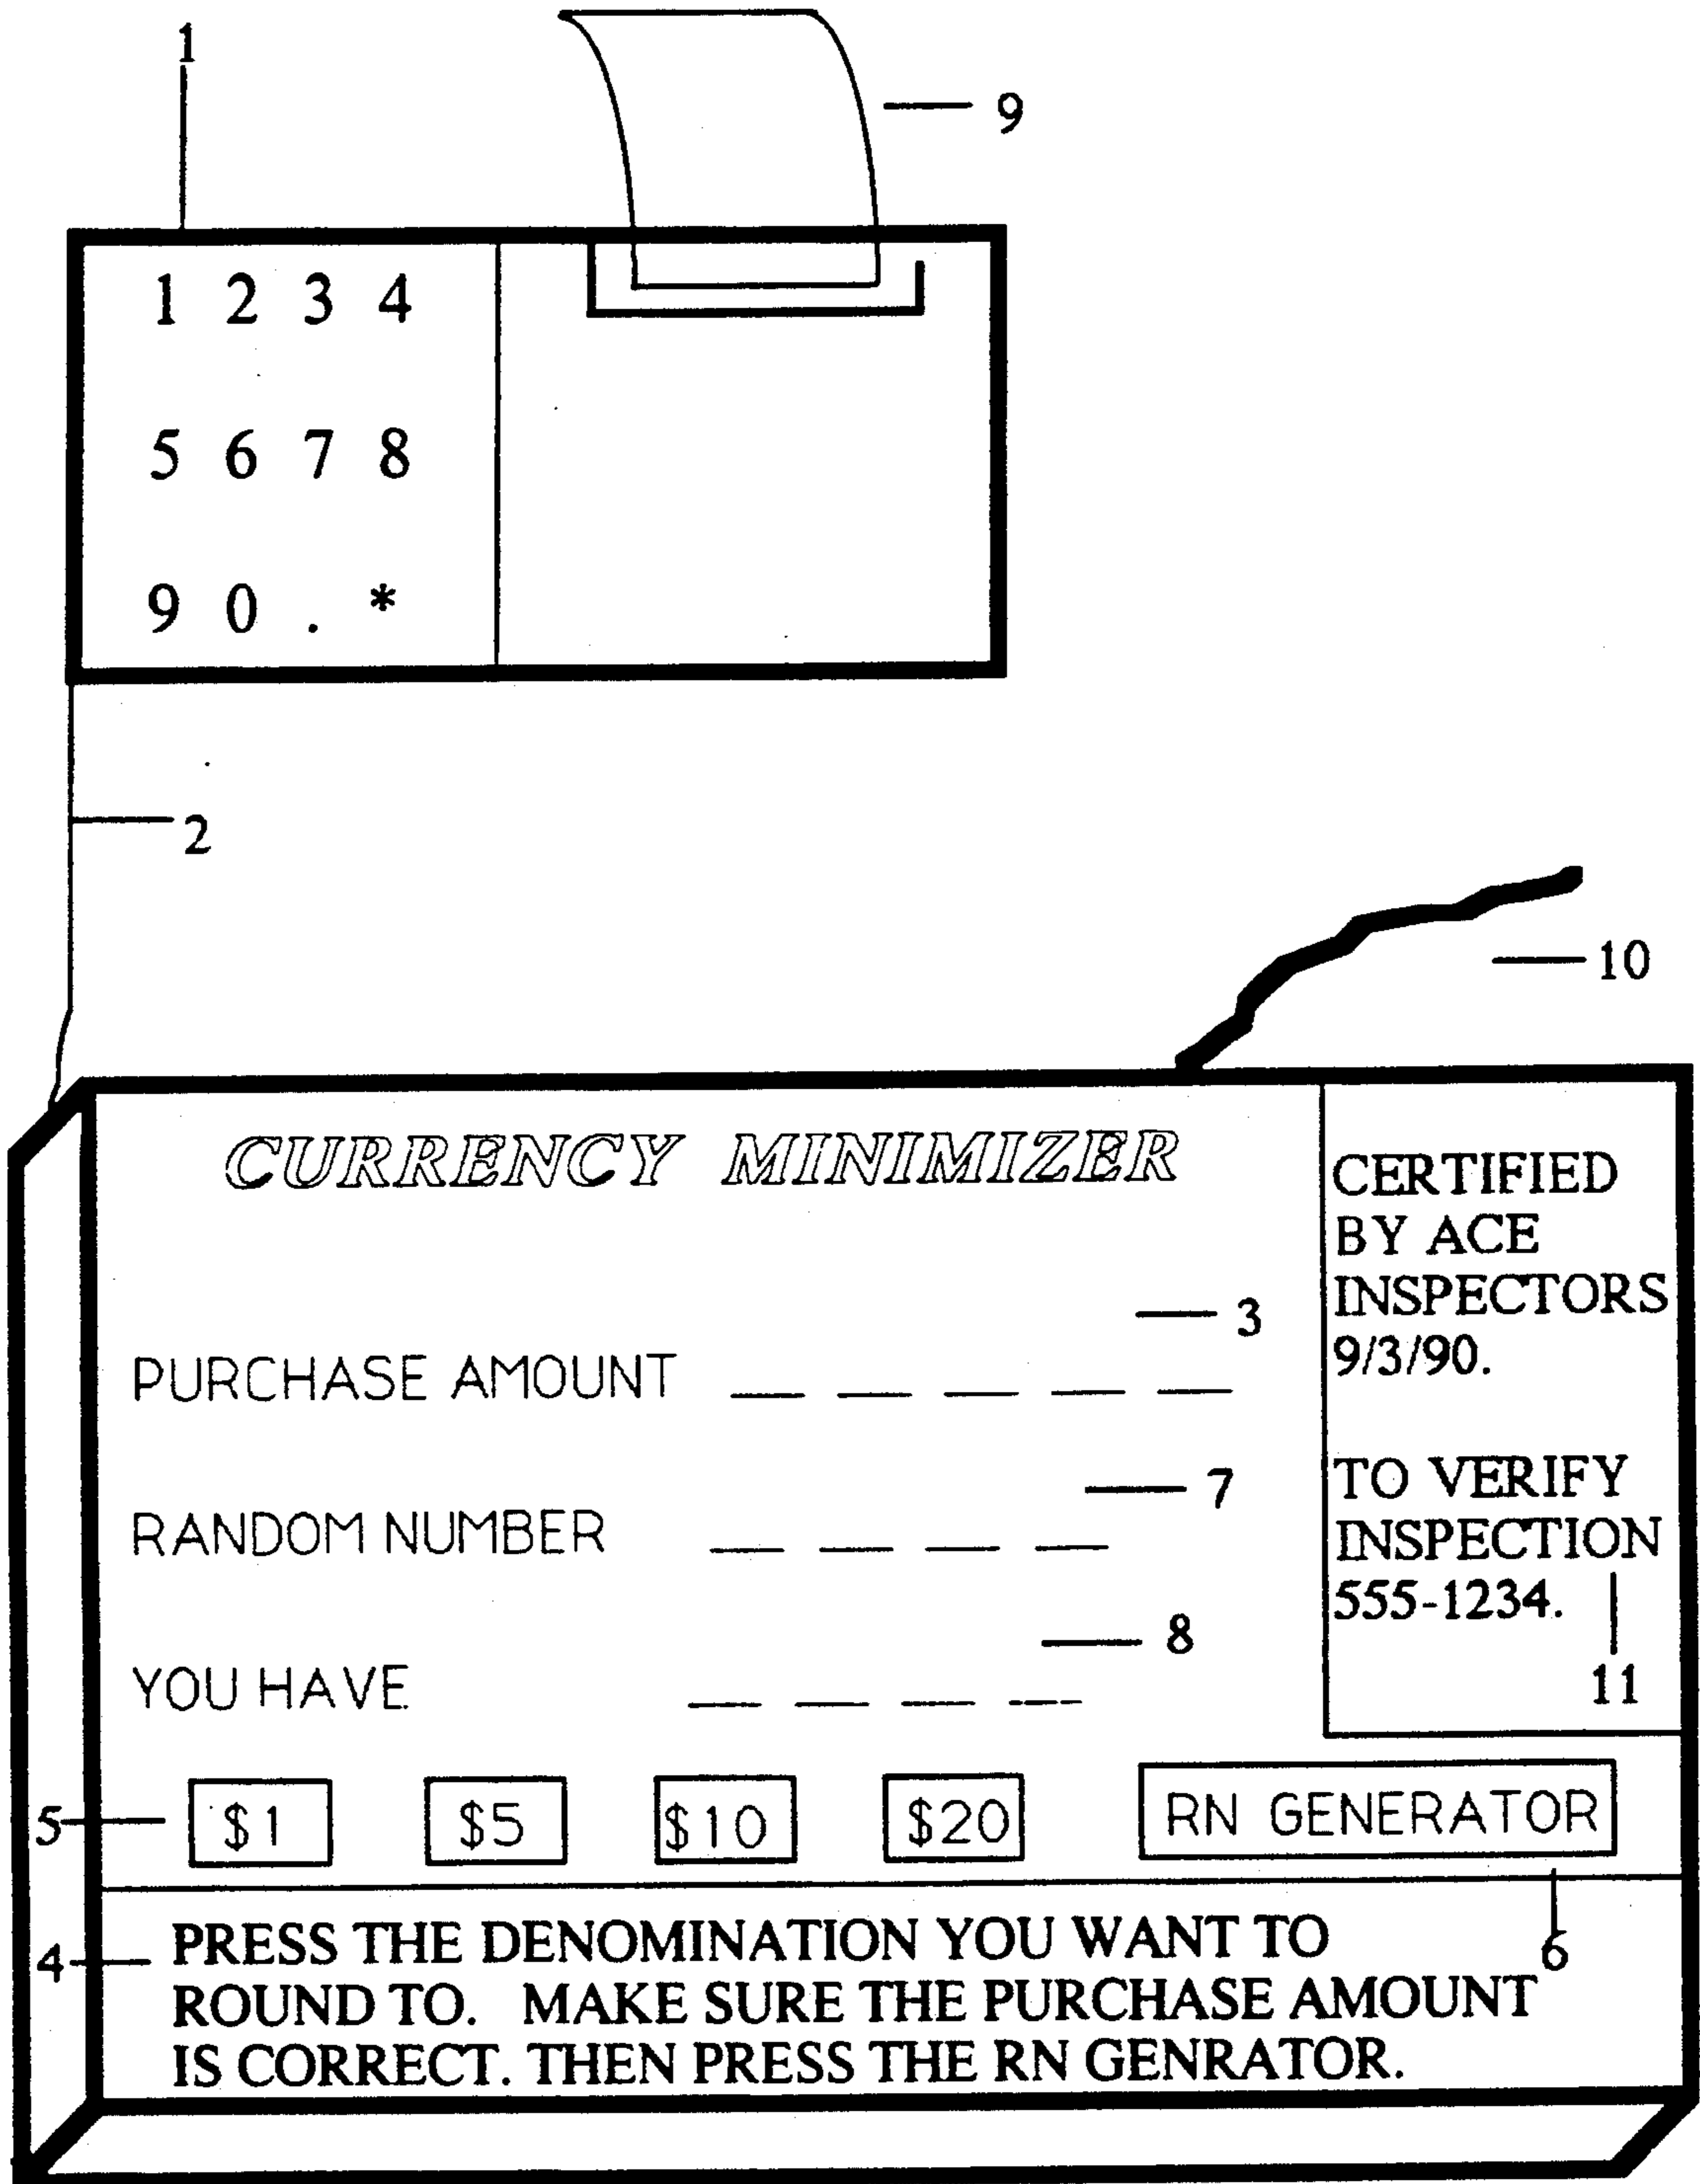 1
9
1 2 3 4
5 6 7 8
9 0 . *
2
10
CURRENCY MINIMIZER
CERTIFIED
BY ACE
INSPECTORS
9/3/90.
3
PURCHASE AMOUNT _ _ _ _ _
TO VERIFY
INSPECTION
555-1234.
11
7
RANDOM NUMBER _ _ _ _
8
YOU HAVE _ _ _ _
5
$1 $5 $10 $20 RN GENERATOR
6
4
PRESS THE DENOMINATION YOU WANT TO
ROUND TO. MAKE SURE THE PURCHASE AMOUNT
IS CORRECT. THEN PRESS THE RN GENRATOR.